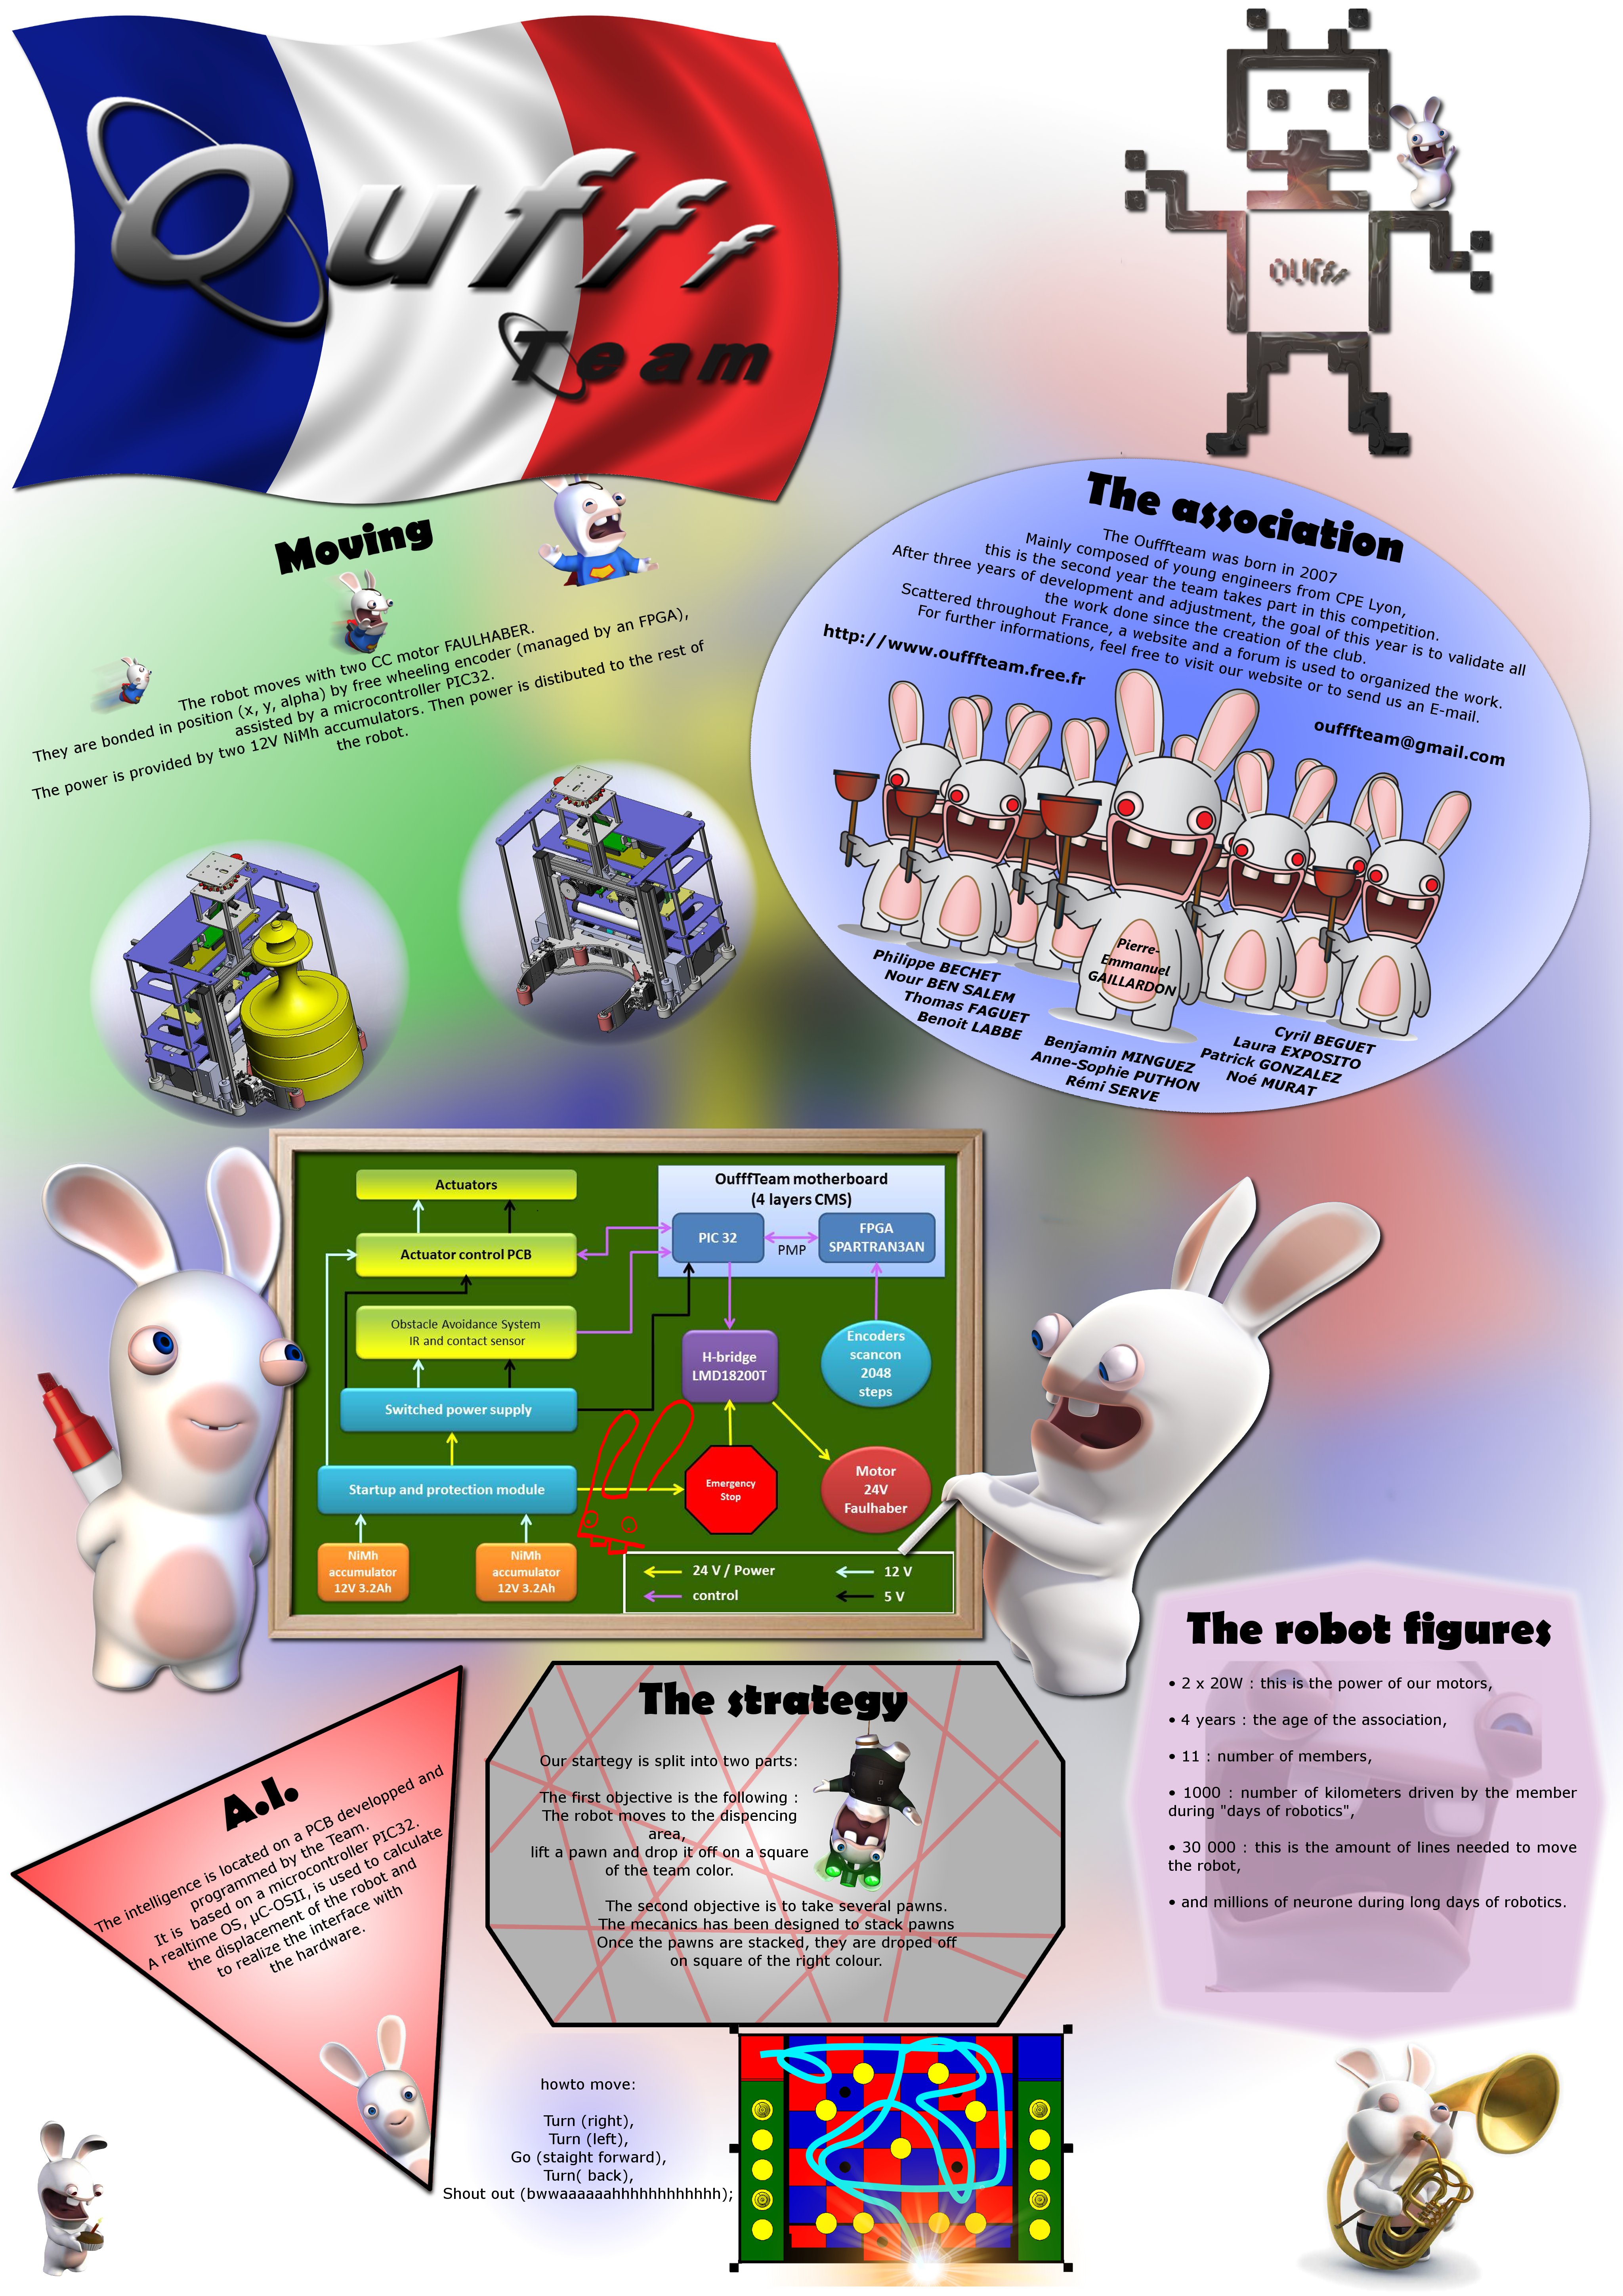 Oufff
Team
OUFFF
Moving
The robot moves with two CC motor FAULHABER.
They are bonded in position (x, y, alpha) by free wheeling encoder (managed by an FPGA),
assisted by a microcontroller PIC32.
The power is provided by two 12V NiMh accumulators. Then power is distibuted to the rest of
the robot.
The association
The Oufffteam was born in 2007
Mainly composed of young engineers from CPE Lyon,
this is the second year the team takes part in this competition.
After three years of development and adjustment, the goal of this year is to validate all
the work done since the creation of the club.
Scattered throughout France, a website and a forum is used to organized the work.
For further informations, feel free to visit our website or to send us an E-mail.
http://www.oufffteam.free.fr
oufffteam@gmail.com
Pierre-
Emmanuel
GAILLARDON
Philippe BECHET
Nour BEN SALEM
Thomas FAGUET
Benoit LABBE
Benjamin MINGUEZ
Anne-Sophie PUTHON
Rémi SERVE
Cyril BEGUET
Laura EXPOSITO
Patrick GONZALEZ
Noé MURAT
Actuators
Actuator control PCB
Obstacle Avoidance System
IR and contact sensor
Switched power supply
Startup and protection module
NiMh
accumulator
12V 3.2Ah
NiMh
accumulator
12V 3.2Ah
OufffTeam motherboard
(4 layers CMS)
PIC 32
PMP
FPGA
SPARTRAN3AN
H-bridge
LMD18200T
Encoders
scancon
2048
steps
Emergency
Stop
Motor
24V
Faulhaber
24 V / Power
12 V
control
5 V
The robot figures
• 2 x 20W : this is the power of our motors,
• 4 years : the age of the association,
• 11 : number of members,
• 1000 : number of kilometers driven by the member
during "days of robotics",
• 30 000 : this is the amount of lines needed to move
the robot,
• and millions of neurone during long days of robotics.
A.I.
The intelligence is located on a PCB developped and
programmed by the Team.
It is based on a microcontroller PIC32.
A realtime OS, µC-OSII, is used to calculate
the displacement of the robot and
to realize the interface with
the hardware.
The strategy
Our startegy is split into two parts:
The first objective is the following :
The robot moves to the dispencing
area,
lift a pawn and drop it off on a square
of the team color.
The second objective is to take several pawns.
The mecanics has been designed to stack pawns
Once the pawns are stacked, they are droped off
on square of the right colour.
howto move:
Turn (right),
Turn (left),
Go (staight forward),
Turn( back),
Shout out (bwwaaaaaahhhhhhhhhhhh);